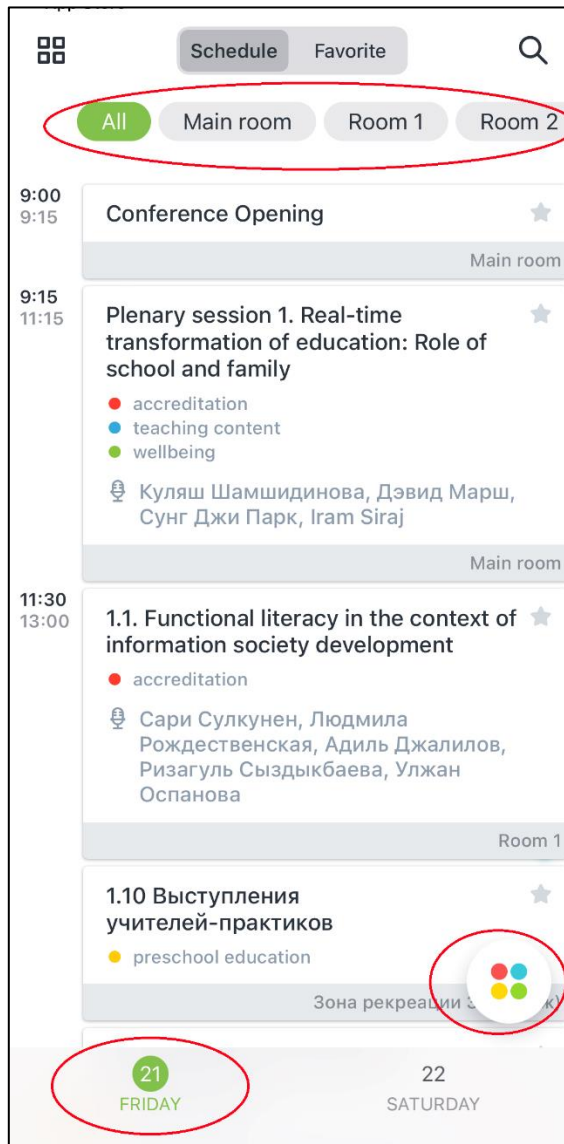 Schedule Favorite
All Main room Room 1 Room 2
9:00
9:15
Conference Opening
Main room
9:15
11:15
Plenary session 1. Real-time
transformation of education: Role of
school and family
accreditation
teaching content
wellbeing
Куляш Шамшидинова, Дэвид Марш,
Сунг Джи Парк, Iram Siraj
Main room
11:30
13:00
1.1. Functional literacy in the context of
information society development
accreditation
Сари Сулкунен, Людмила
Рождественская, Адиль Джалилов,
Ризагуль Сыздыкбаева, Улжан
Оспанова
Room 1
1.10 Выступления
учителей-практиков
preschool education
Зона рекреации
21 22
FRIDAY SATURDAY